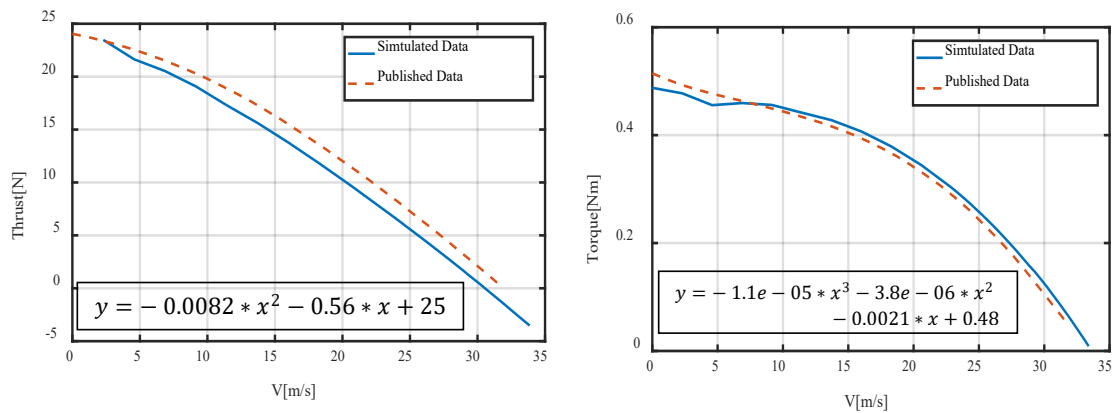 25
20
15
10
5
0
-5
Thrust[N]
Simtulated Data
Published Data
y = − 0.0082 * x² − 0.56 * x + 25
0 5 10 15 20 25 30 35
V[m/s]
0.6
0.4
0.2
0
Torque[Nm]
Simtulated Data
Published Data
y = − 1.1e − 05 * x³ − 3.8e − 06 * x²
− 0.0021 * x + 0.48
0 5 10 15 20 25 30 35
V[m/s]